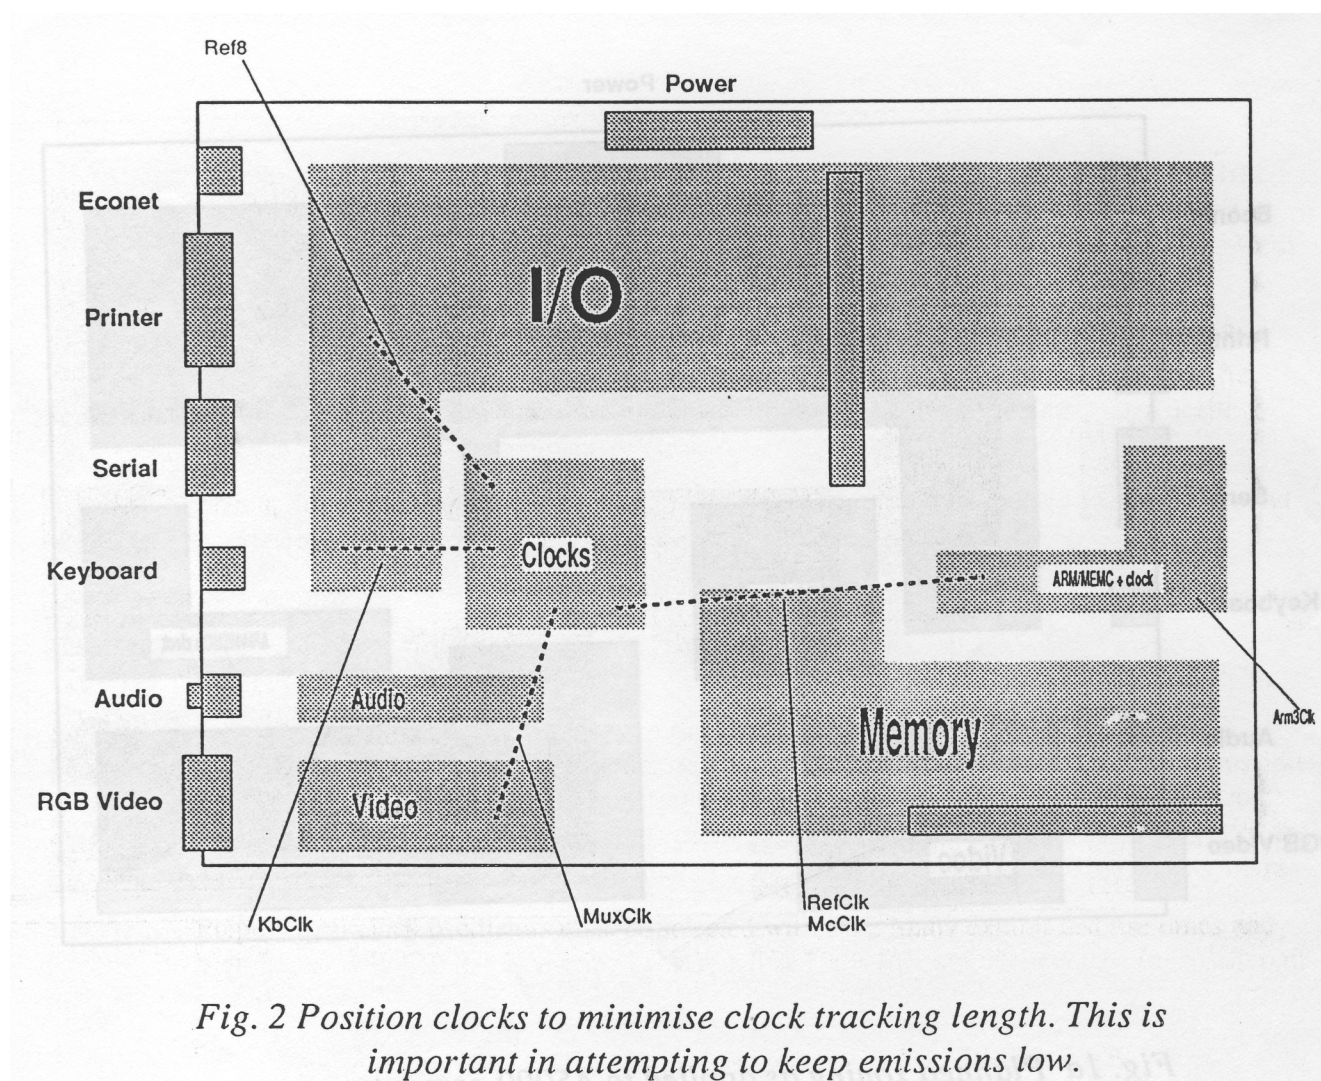 Ref8
Power
Econet
Printer
I/O
Serial
Clocks
Keyboard
ARM/MEMC + clock
Audio
Audio
Arm3Clk
Memory
RGB Video
Video
KbClk
MuxClk
RefClk
McClk
Fig. 2 Position clocks to minimise clock tracking length. This is
important in attempting to keep emissions low.